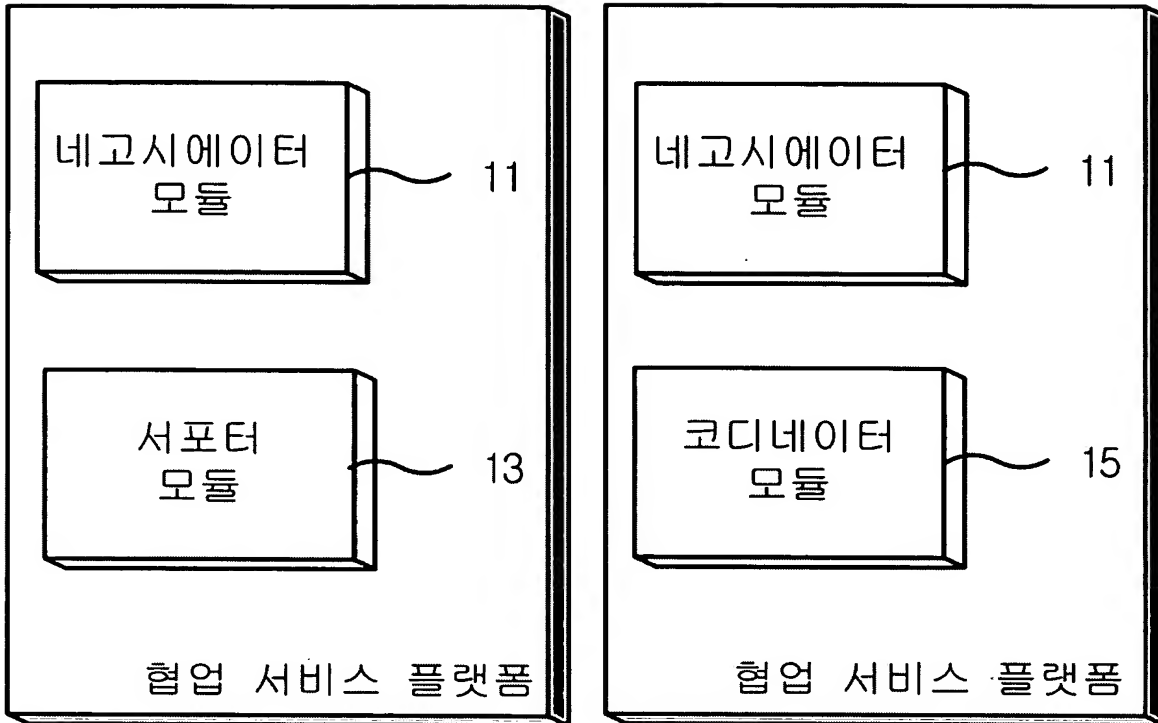 네고시에이터
모듈
11
서포터
모듈
13
협업 서비스 플랫폼
네고시에이터
모듈
11
코디네이터
모듈
15
협업 서비스 플랫폼